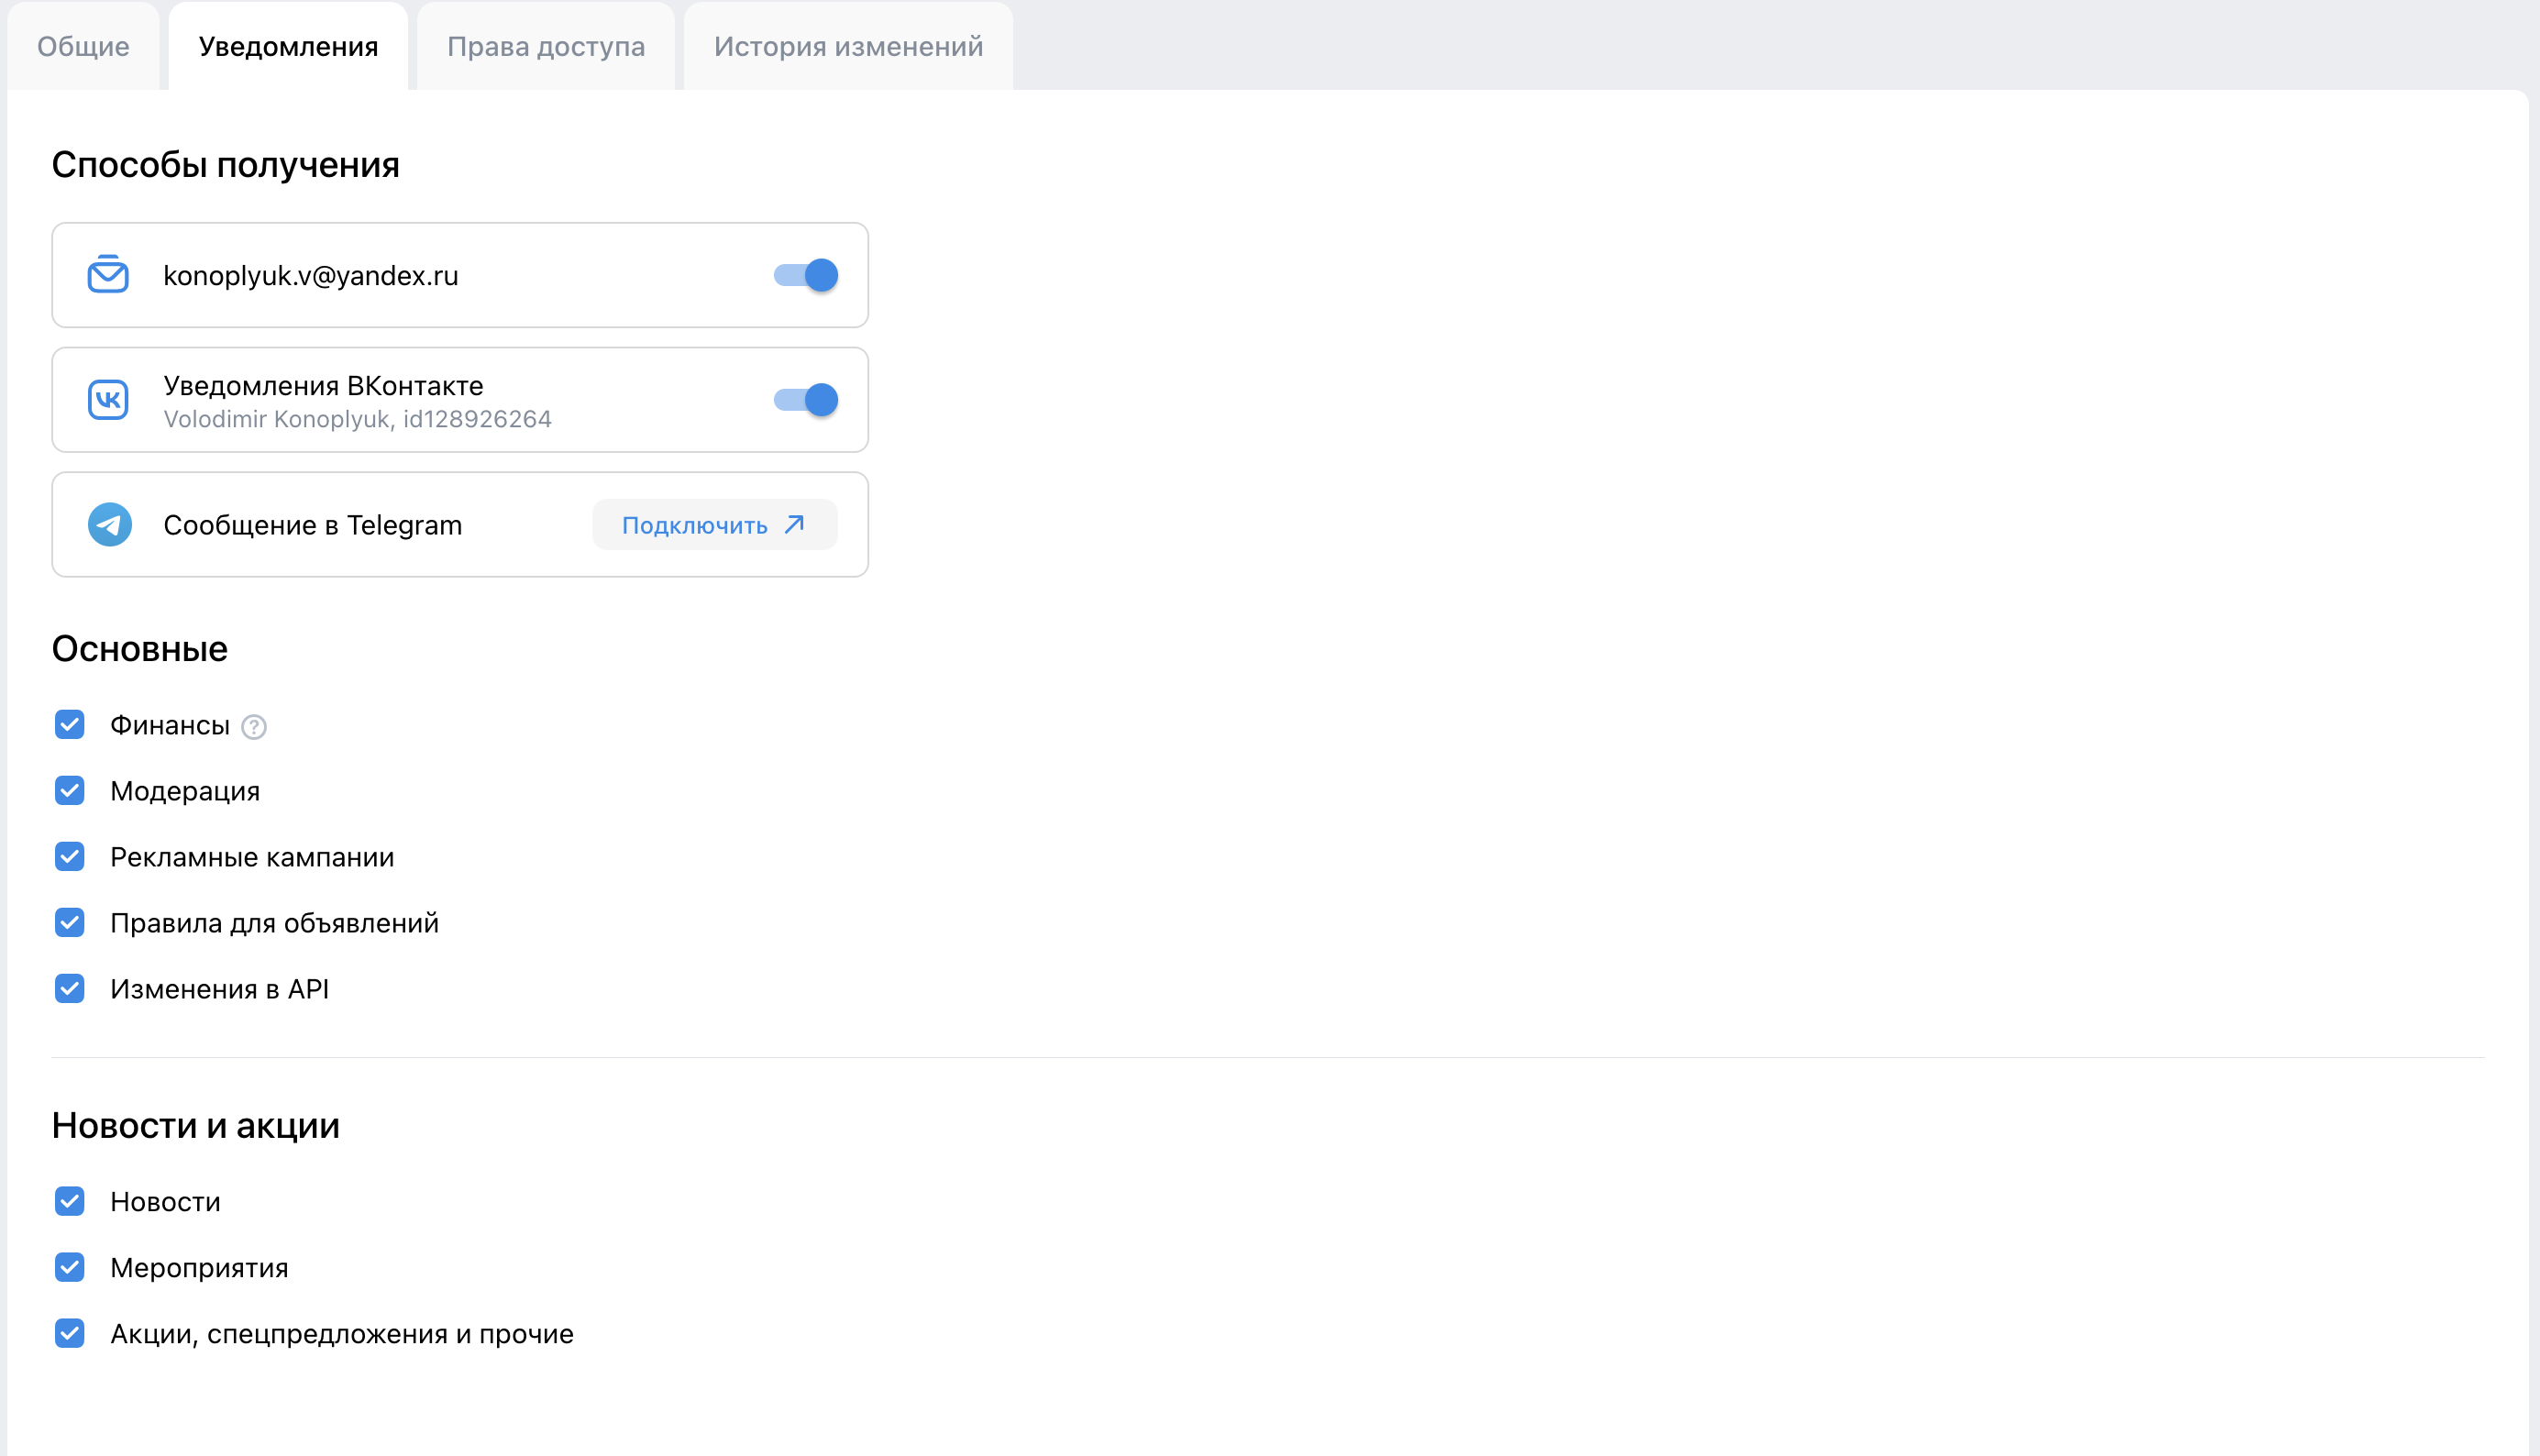 Общие
Уведомления
Права доступа
История изменений
Способы получения
konoplyuk.v@yandex.ru
Уведомления ВКонтакте
Volodimir Konoplyuk, id128926264
Сообщение в Telegram
Подключить
Основные
Финансы
Модерация
Рекламные кампании
Правила для объявлений
Изменения в API
Новости и акции
Новости
Мероприятия
Акции, спецпредложения и прочие